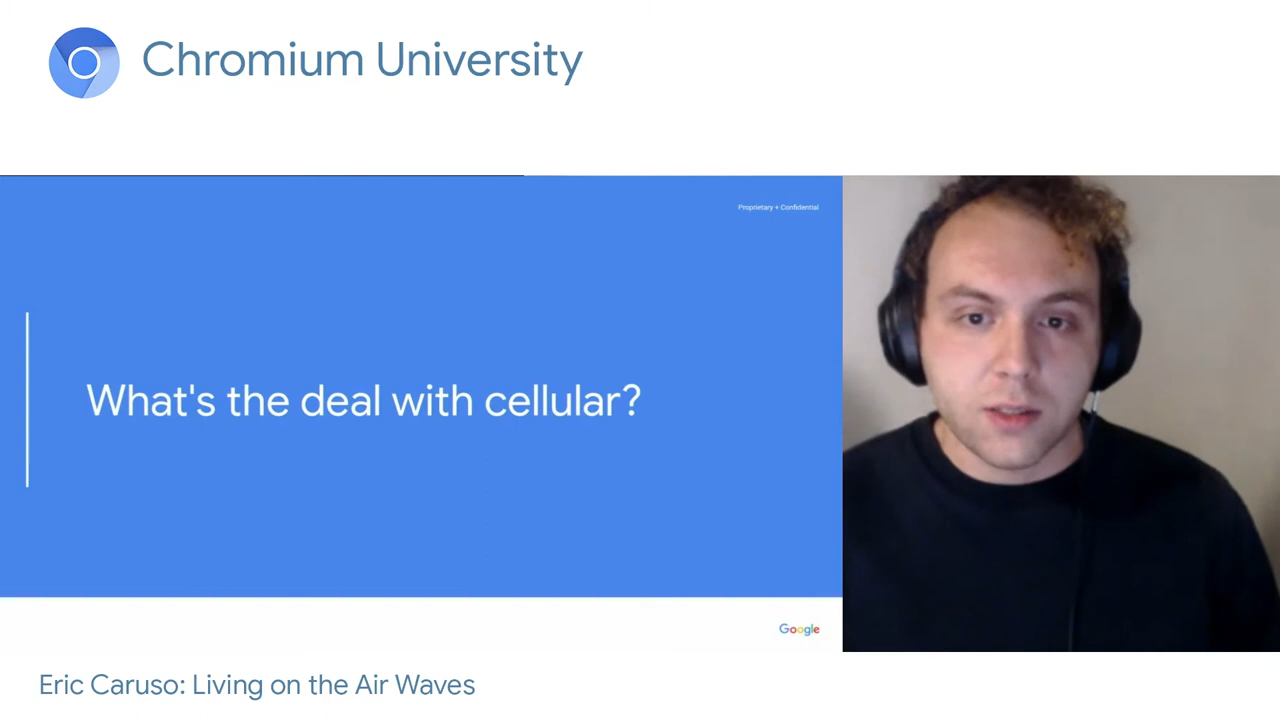 Chromium University
Proprietary + Confidential
What's the deal with cellular?
Google
Eric Caruso: Living on the Air Waves